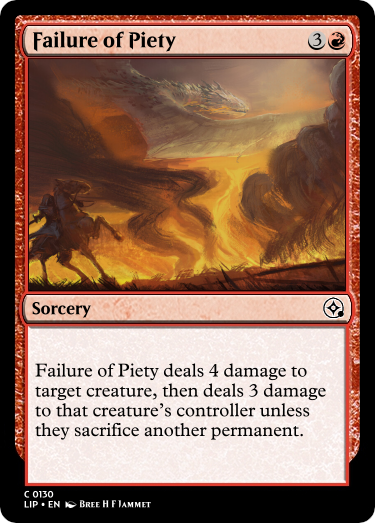 Failure of Piety 3
Sorcery
Failure of Piety deals 4 damage to
target creature, then deals 3 damage
to that creature's controller unless
they sacrifice another permanent.
C 0130
LIP • EN Bree H F Jammet